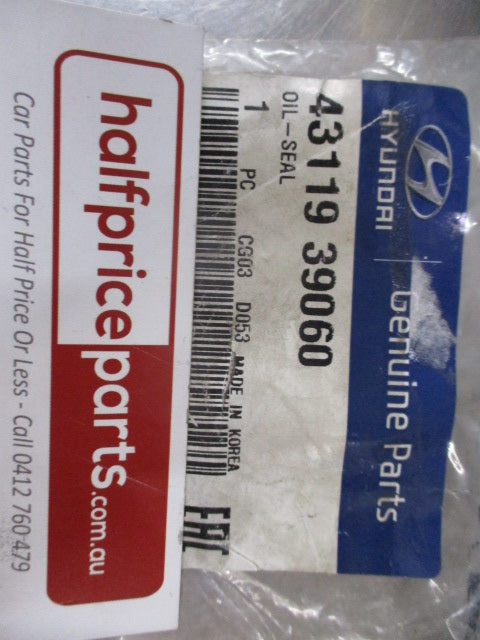 HYUNDAI | Genuine Parts
43119 39060
OIL-SEAL
1 PC CG03 D053 MADE IN KOREA
EAC
halfpriceparts.com.au
Car Parts For Half Price Or Less - Call 0412 760 479